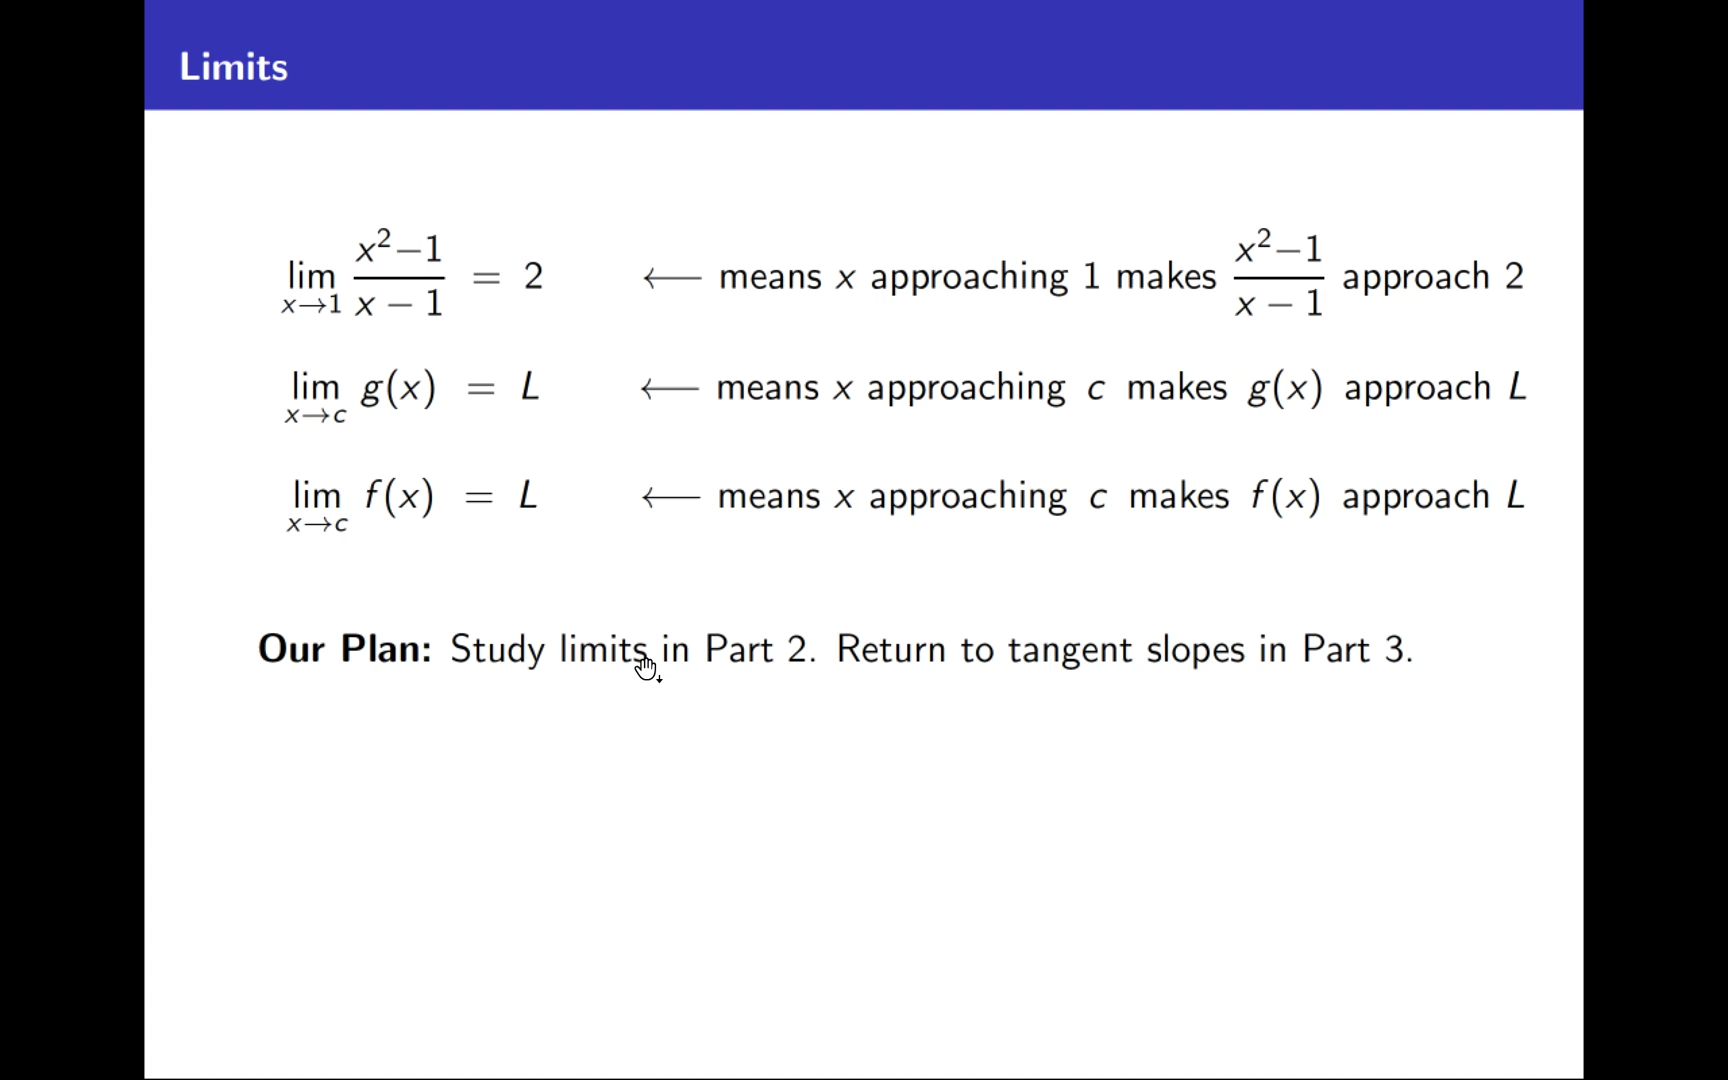 Limits
lim x→1 x²−1 / x − 1 = 2 ⟵ means x approaching 1 makes x²−1 / x − 1 approach 2
lim x→c g(x) = L ⟵ means x approaching c makes g(x) approach L
lim x→c f(x) = L ⟵ means x approaching c makes f(x) approach L
Our Plan: Study limits in Part 2. Return to tangent slopes in Part 3.